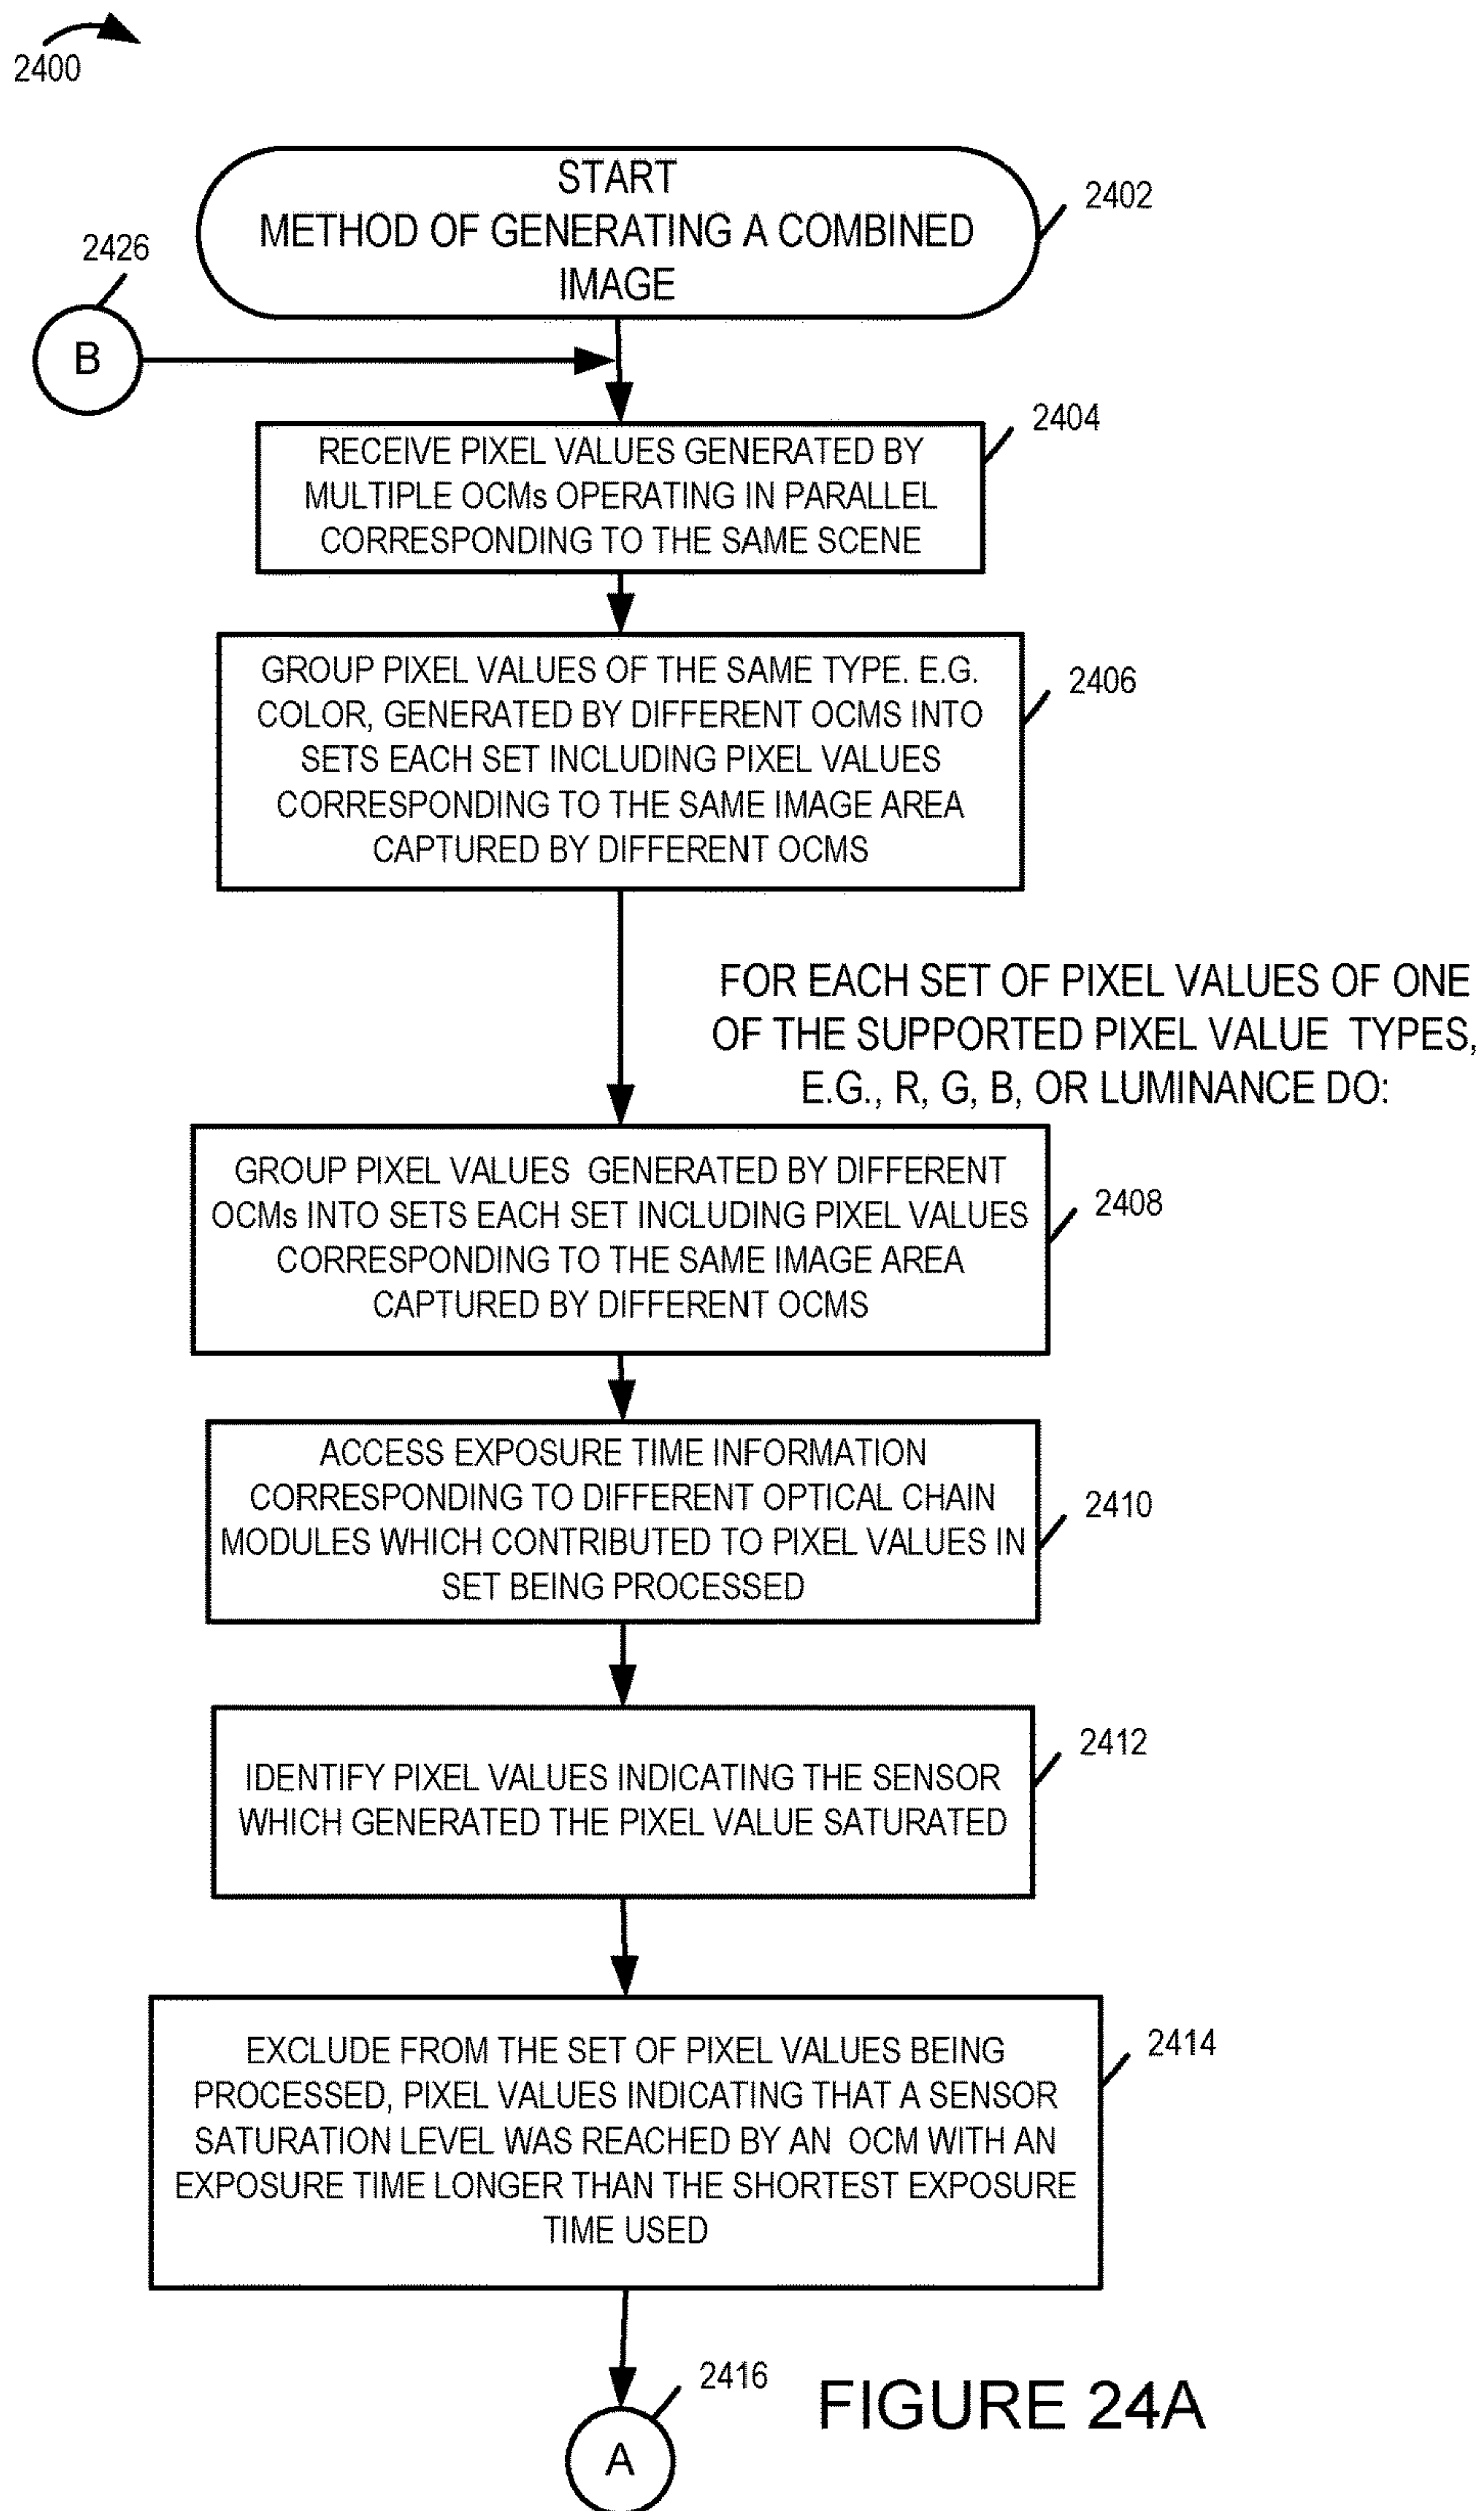 2400
START
METHOD OF GENERATING A COMBINED
IMAGE
2402
2426
B
2404
RECEIVE PIXEL VALUES GENERATED BY
MULTIPLE OCMs OPERATING IN PARALLEL
CORRESPONDING TO THE SAME SCENE
2406
GROUP PIXEL VALUES OF THE SAME TYPE. E.G.
COLOR, GENERATED BY DIFFERENT OCMS INTO
SETS EACH SET INCLUDING PIXEL VALUES
CORRESPONDING TO THE SAME IMAGE AREA
CAPTURED BY DIFFERENT OCMS
FOR EACH SET OF PIXEL VALUES OF ONE
OF THE SUPPORTED PIXEL VALUE TYPES,
E.G., R, G, B, OR LUMINANCE DO:
GROUP PIXEL VALUES GENERATED BY DIFFERENT
OCMs INTO SETS EACH SET INCLUDING PIXEL VALUES
CORRESPONDING TO THE SAME IMAGE AREA
CAPTURED BY DIFFERENT OCMS
2408
ACCESS EXPOSURE TIME INFORMATION
CORRESPONDING TO DIFFERENT OPTICAL CHAIN
MODULES WHICH CONTRIBUTED TO PIXEL VALUES IN
SET BEING PROCESSED
2410
2412
IDENTIFY PIXEL VALUES INDICATING THE SENSOR
WHICH GENERATED THE PIXEL VALUE SATURATED
2414
EXCLUDE FROM THE SET OF PIXEL VALUES BEING
PROCESSED, PIXEL VALUES INDICATING THAT A SENSOR
SATURATION LEVEL WAS REACHED BY AN OCM WITH AN
EXPOSURE TIME LONGER THAN THE SHORTEST EXPOSURE
TIME USED
2416
A
FIGURE 24A